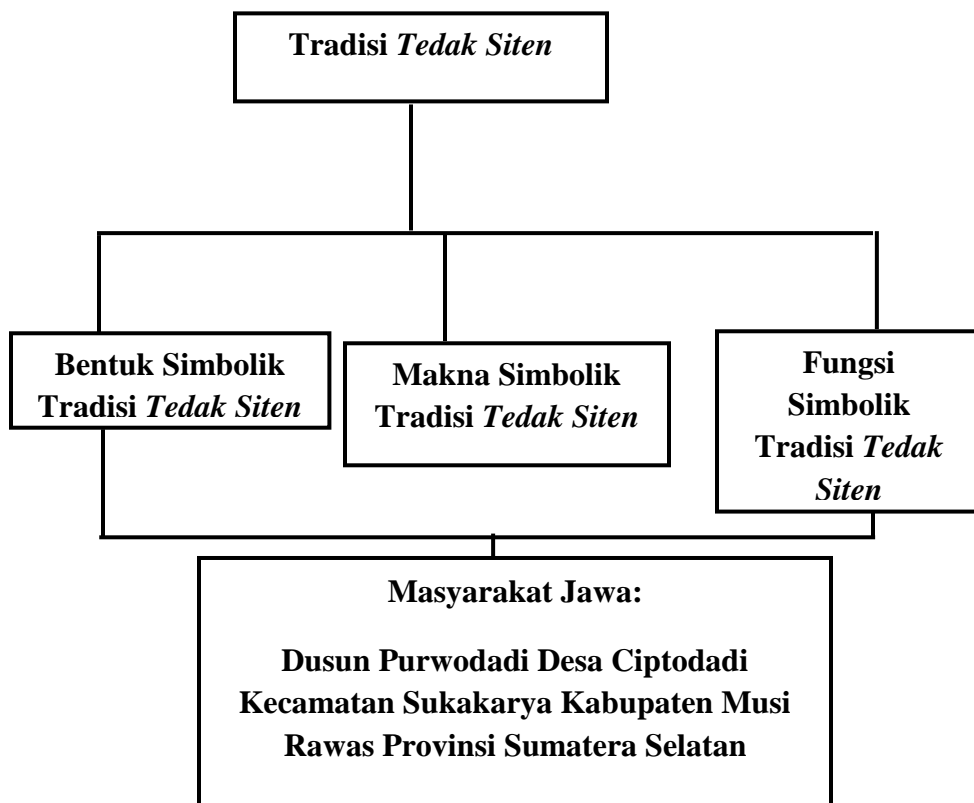 Tradisi Tedak Siten
Bentuk Simbolik
Tradisi Tedak Siten
Makna Simbolik
Tradisi Tedak Siten
Fungsi
Simbolik
Tradisi Tedak
Siten
Masyarakat Jawa:
Dusun Purwodadi Desa Ciptodadi
Kecamatan Sukakarya Kabupaten Musi
Rawas Provinsi Sumatera Selatan